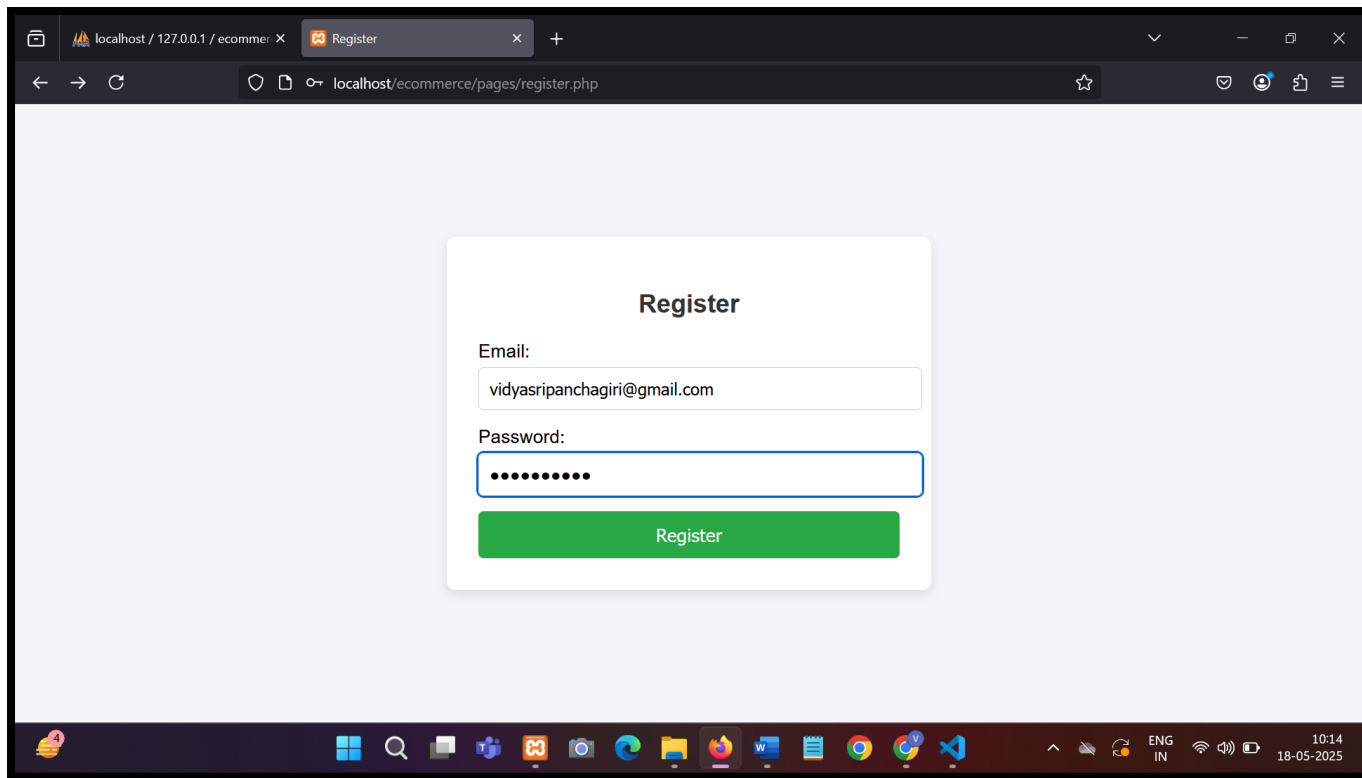 localhost / 127.0.0.1 / ecommer
Register
localhost/ecommerce/pages/register.php
Register
Email:
vidyasripanchagiri@gmail.com
Password:
••••••••••
Register
4
V
ENG
IN
10:14
18-05-2025